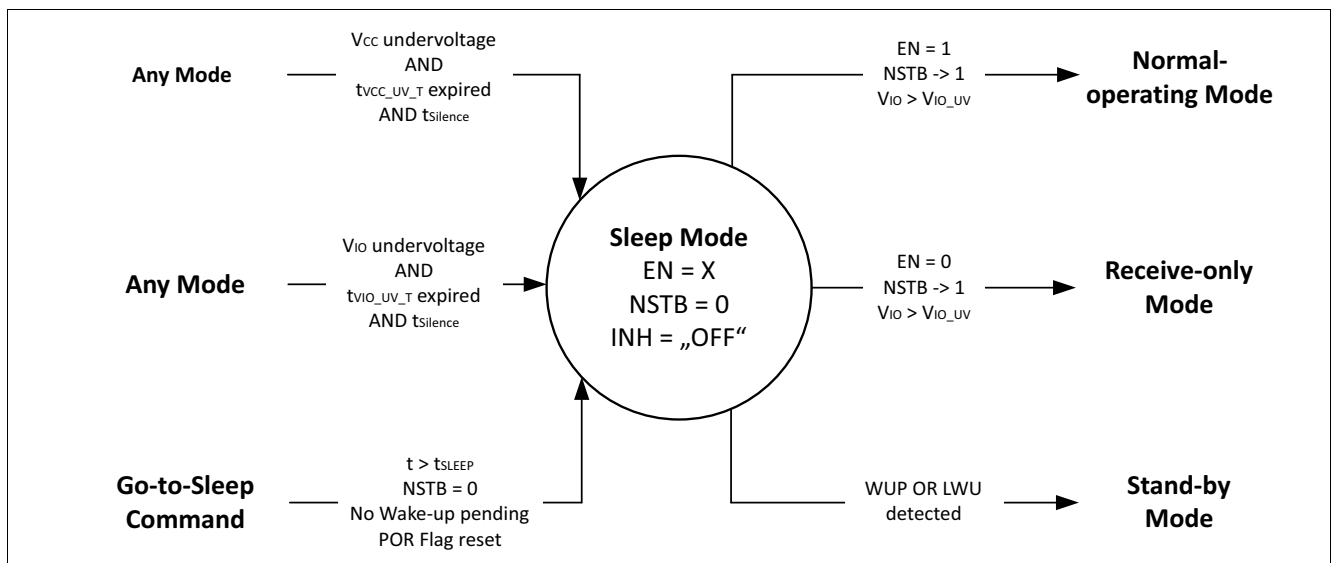 Any Mode
VCC undervoltage
AND
tVCC_UV_T expired
AND tSilence
EN = 1
NSTB -> 1
VIO > VIO_UV
Normal-
operating Mode
Any Mode
VIO undervoltage
AND
tVIO_UV_T expired
AND tSilence
Sleep Mode
EN = X
NSTB = 0
INH = „OFF“
EN = 0
NSTB -> 1
VIO > VIO_UV
Receive-only
Mode
Go-to-Sleep
Command
t > tSLEEP
NSTB = 0
No Wake-up pending
POR Flag reset
WUP OR LWU
detected
Stand-by
Mode